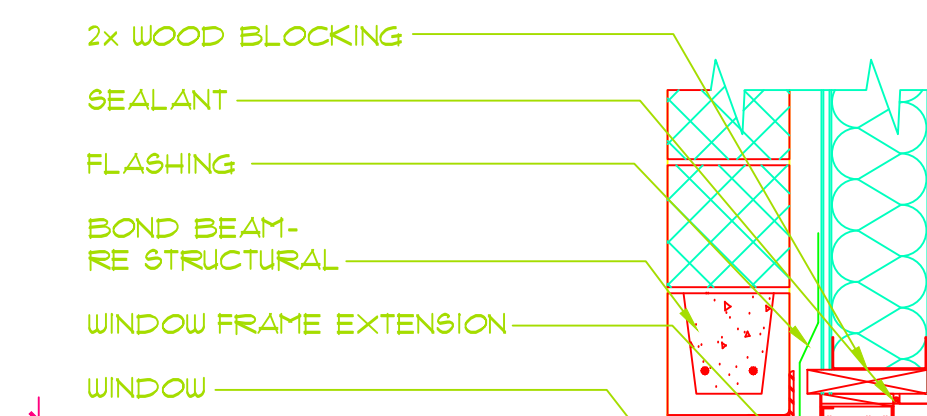 2x WOOD BLOCKING
SEALANT
FLASHING
BOND BEAM-
RE STRUCTURAL
WINDOW FRAME EXTENSION
WINDOW